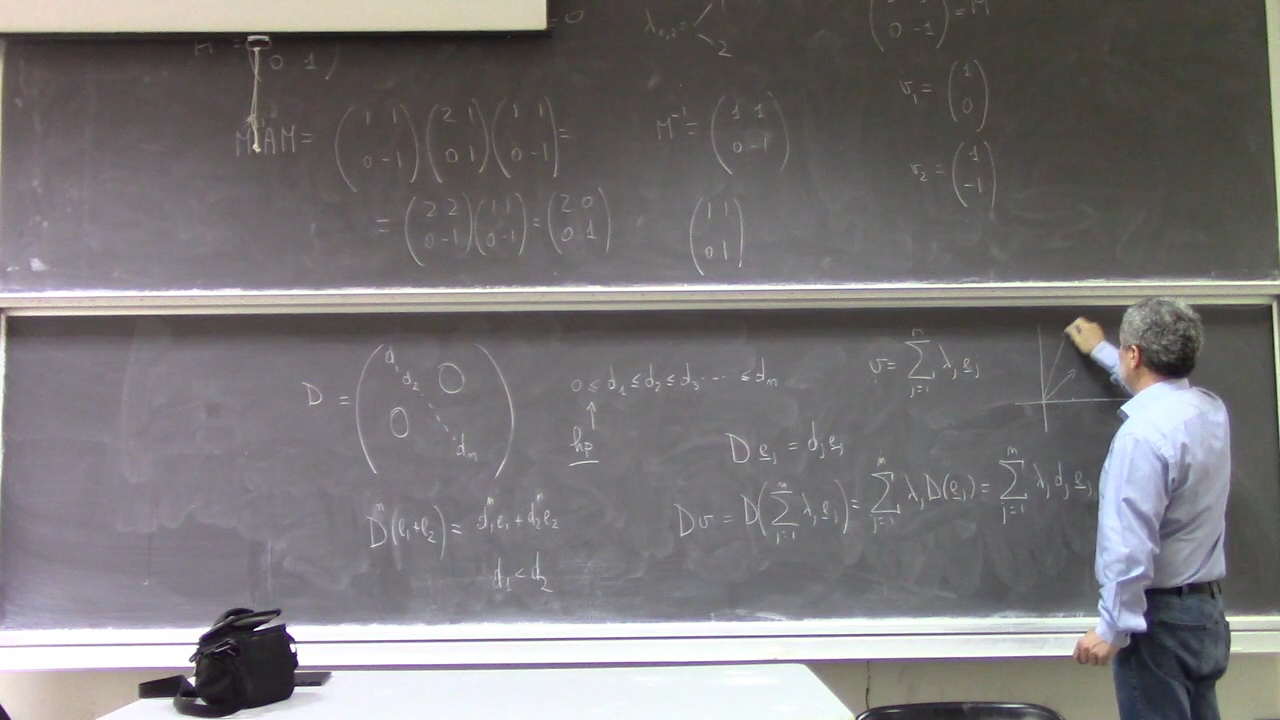 = 0
λ₁,₂ = 2
( 0 -1 ) = M
0 1 )
v₁ = ( 1 0 )
M⁻¹AM = ( 1 1 0 -1 ) ( 2 1 0 1 ) ( 1 1 0 -1 ) =
M⁻¹ = ( 1 1 0 -1 )
v₂ = ( 1 -1 )
= ( 2 2 0 -1 ) ( 1 1 0 -1 ) = ( 2 0 0 1 )
( 1 1 0 1 )
D = ( d₁ d₂ 0 0 dₙ )
0 ≤ d₁ ≤ d₂ ≤ d₃ ... ≤ dₙ
↑
hp
v = ∑ⱼ₌₁ⁿ λⱼ eⱼ
D eⱼ = dⱼ eⱼ
Dⁿ(e₁+e₂) = d₁ⁿe₁ + d₂ⁿe₂
Dv = D(∑ⱼ₌₁ⁿ λⱼ eⱼ) = ∑ⱼ₌₁ⁿ λⱼ D(eⱼ) = ∑ⱼ₌₁ⁿ λⱼ dⱼ eⱼ
d₁ < d₂